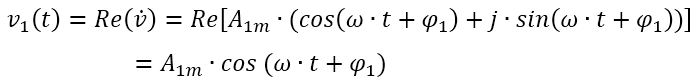 v₁(t) = Re(v̇) = Re[A₁ₘ · (cos(ω · t + φ₁) + j · sin(ω · t + φ₁))]
= A₁ₘ · cos (ω · t + φ₁)